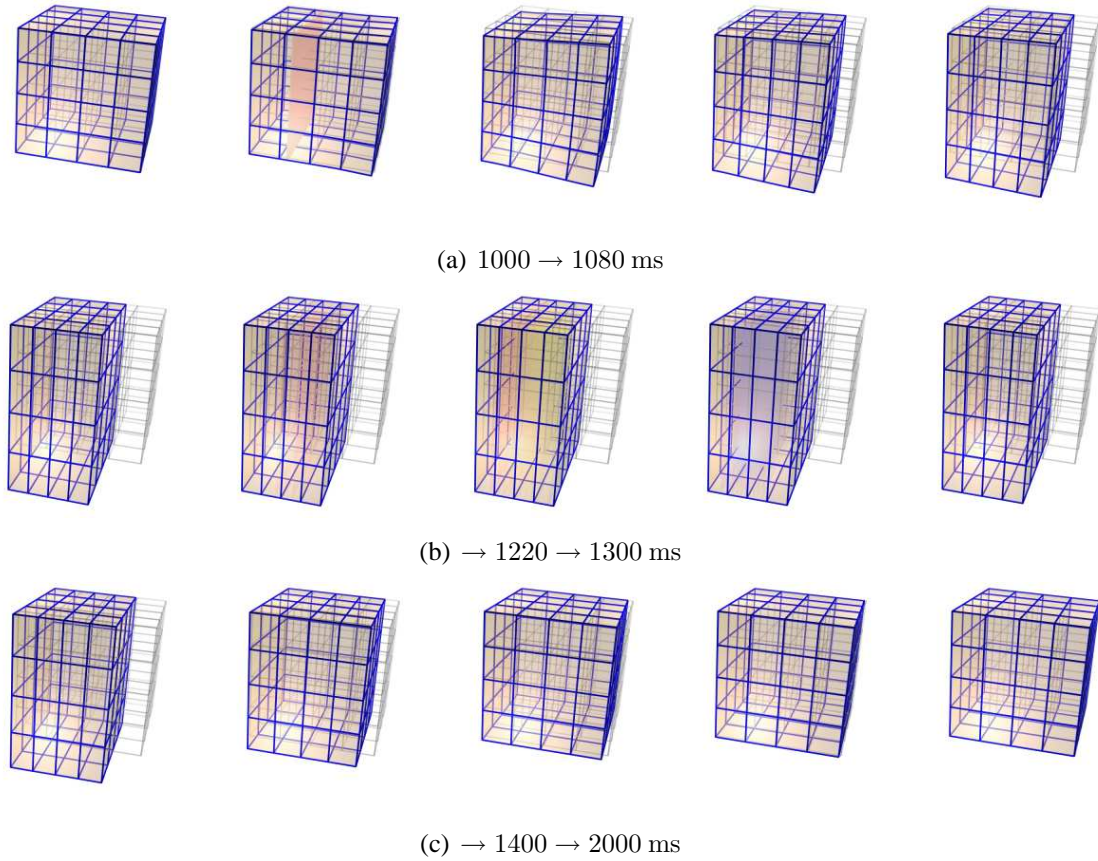 (a) 1000 → 1080 ms
(b) → 1220 → 1300 ms
(c) → 1400 → 2000 ms